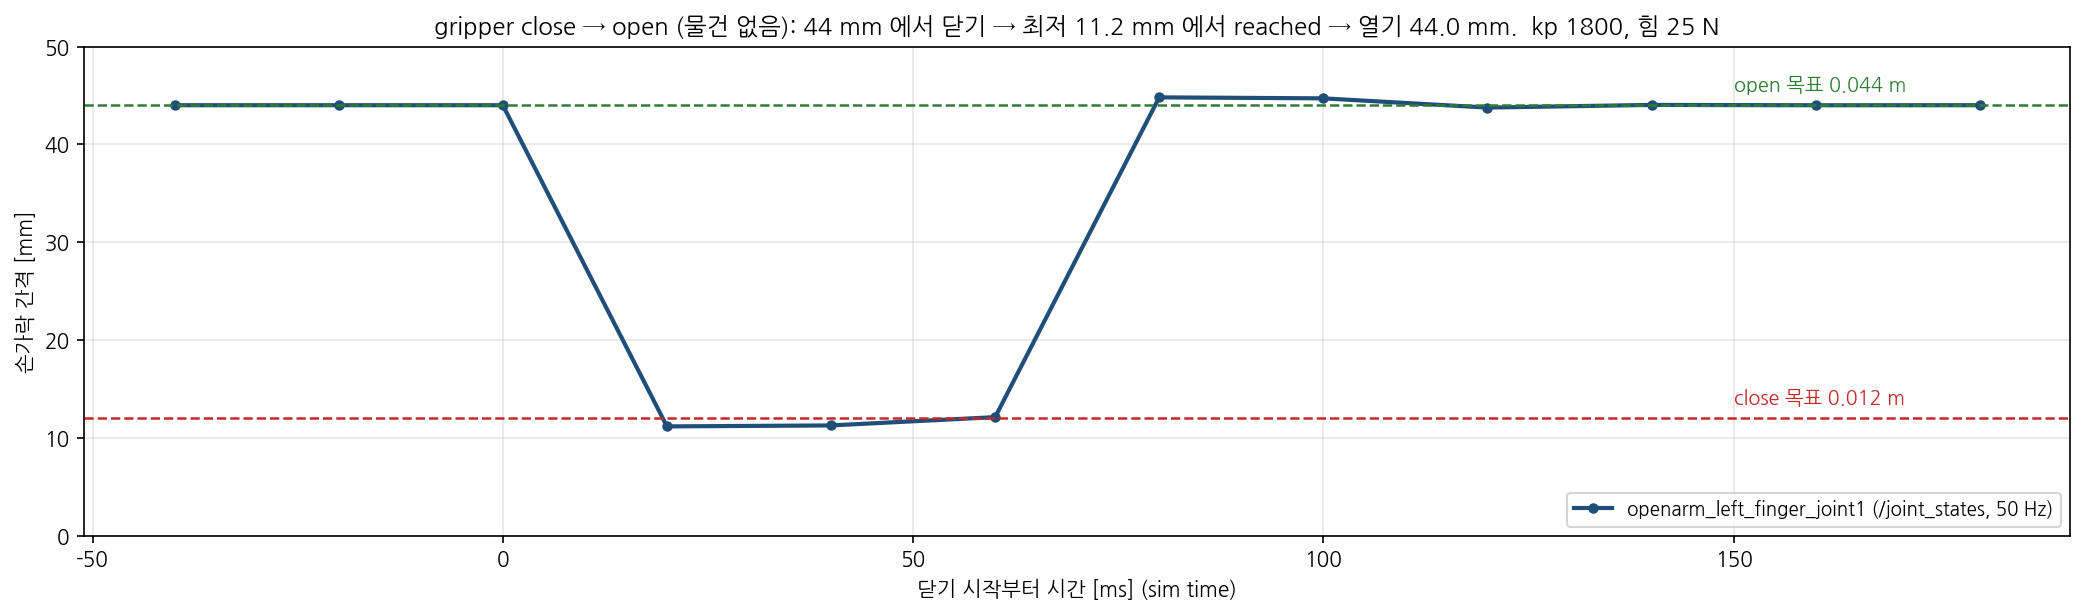 gripper close → open (물건 없음): 44 mm 에서 닫기 → 최저 11.2 mm 에서 reached → 열기 44.0 mm.  kp 1800, 힘 25 N
손가락 간격 [mm]
50
40
30
20
10
0
open 목표 0.044 m
close 목표 0.012 m
openarm_left_finger_joint1 (/joint_states, 50 Hz)
-50
0
50
100
150
닫기 시작부터 시간 [ms] (sim time)